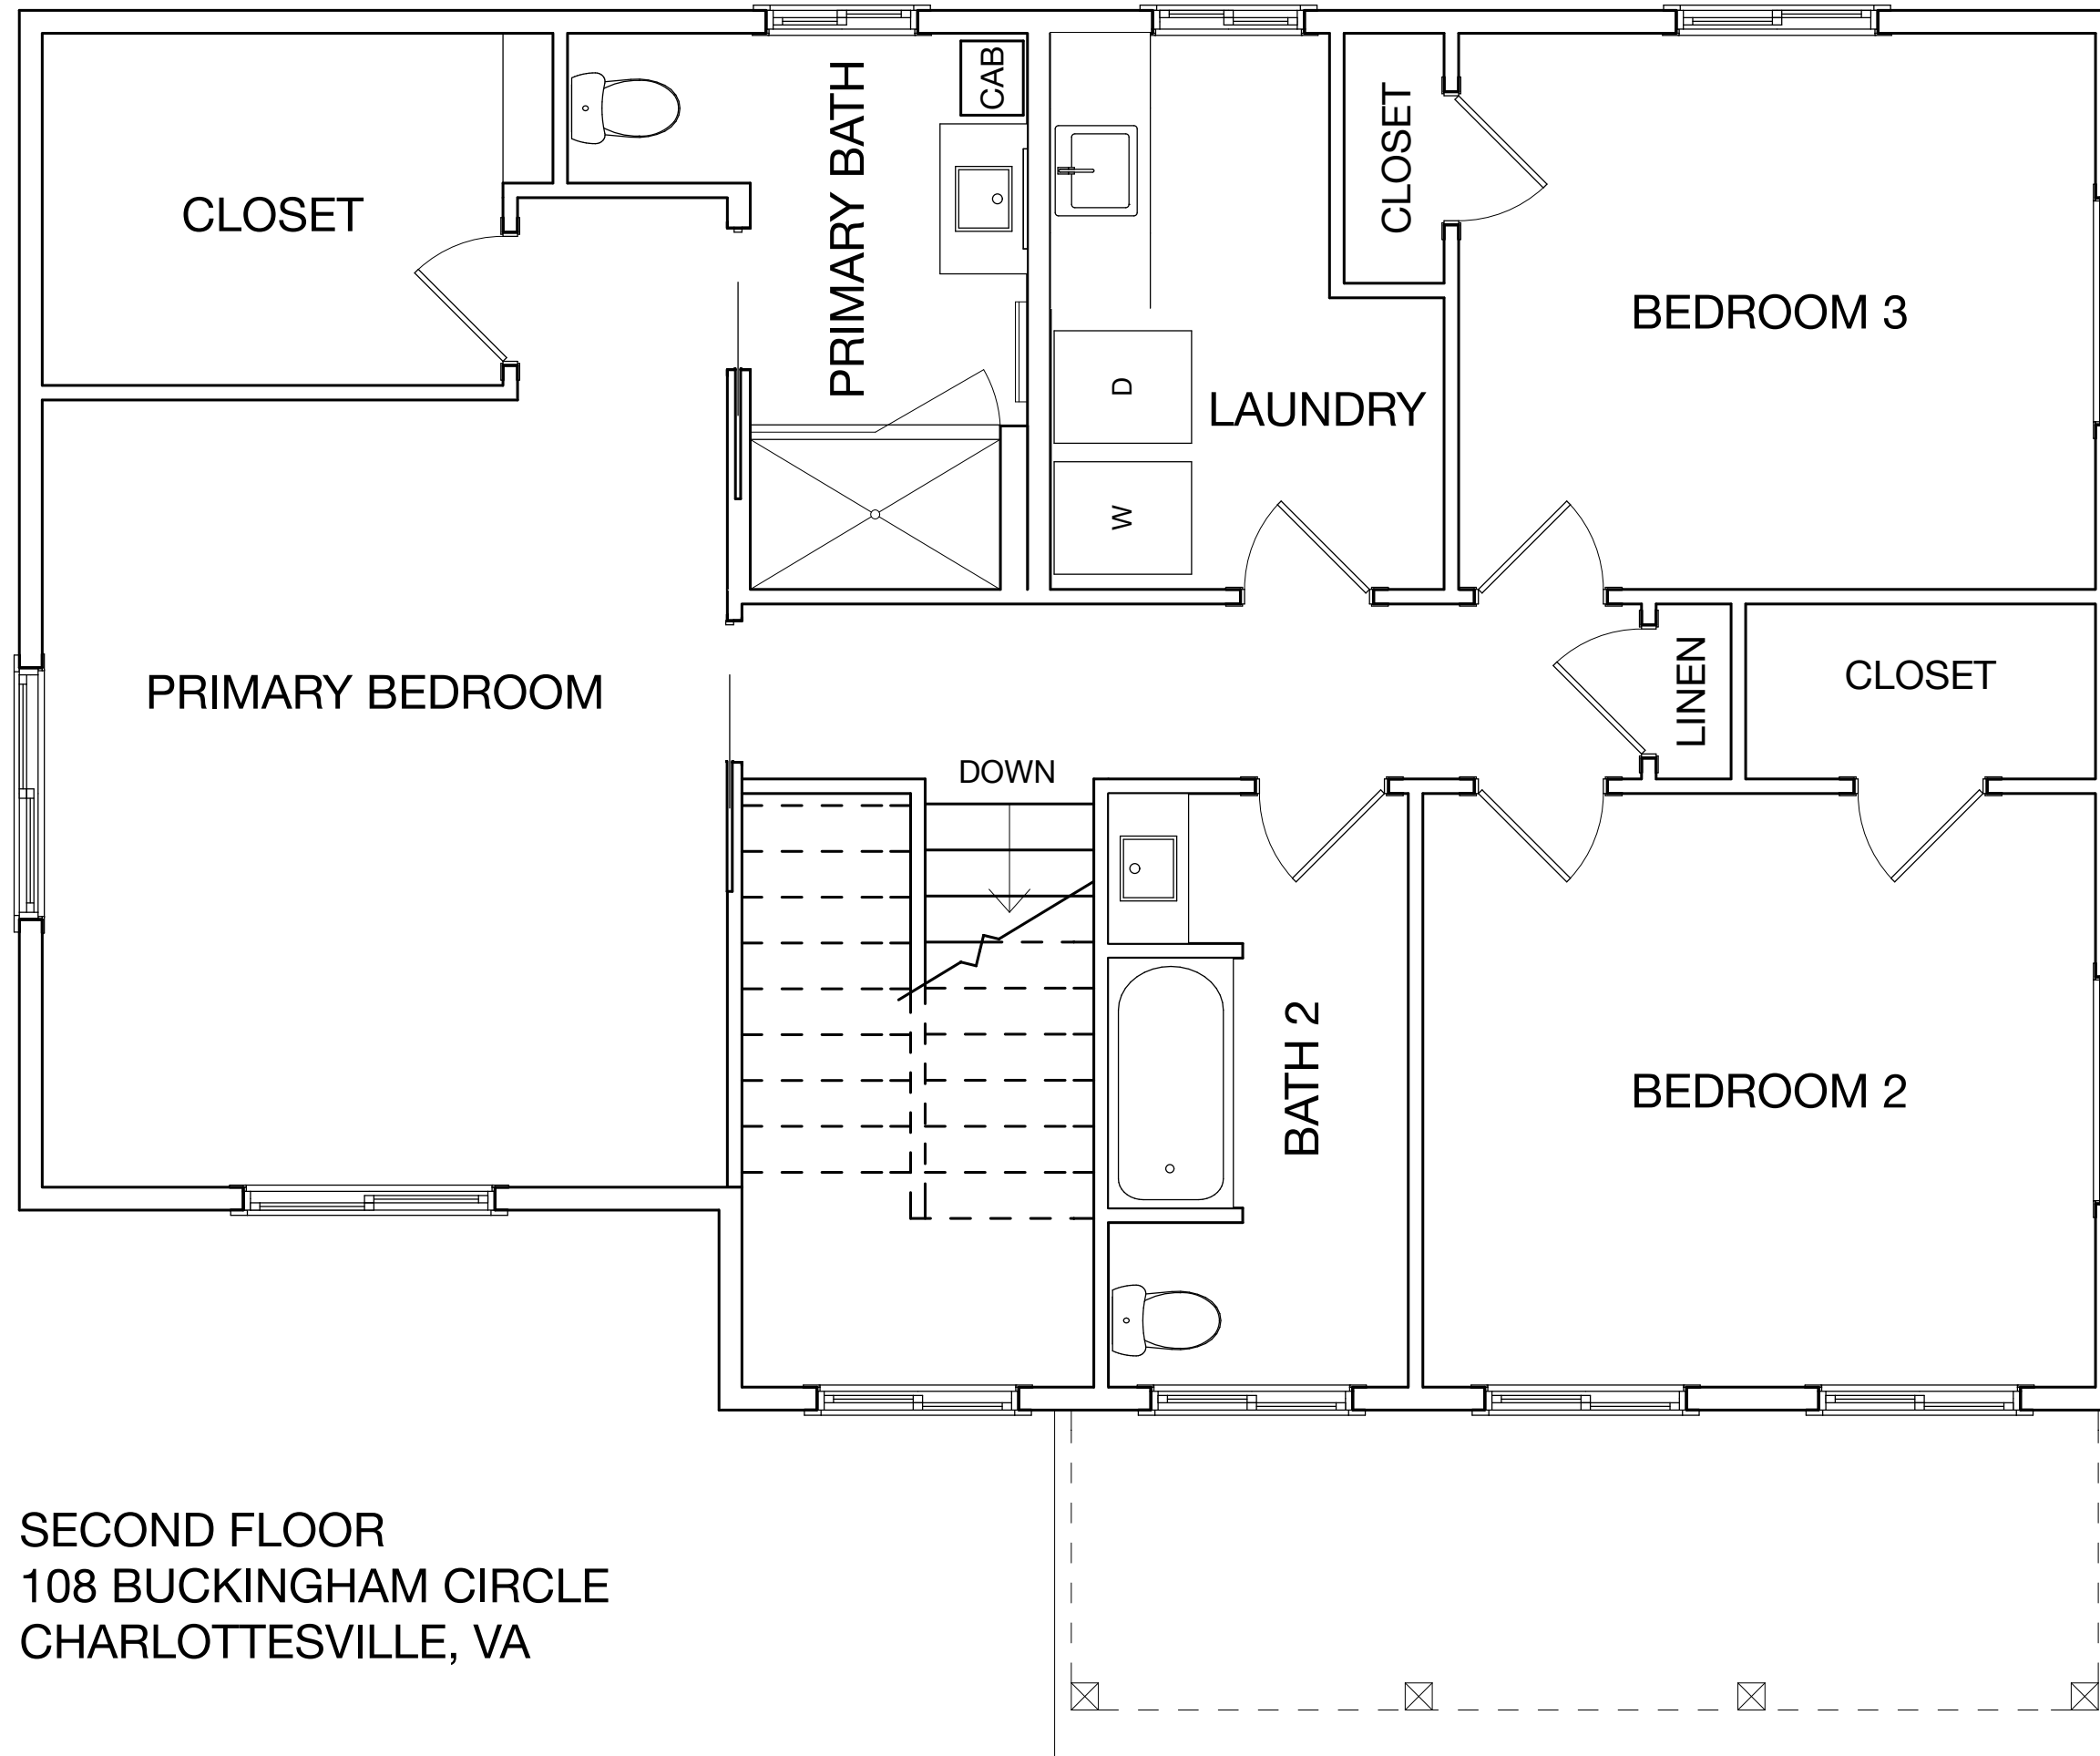 CAB
PRIMARY BATH
CLOSET
CLOSET
BEDROOM 3
D
LAUNDRY
W
PRIMARY BEDROOM
LINEN
CLOSET
DOWN
BATH 2
BEDROOM 2
SECOND FLOOR
108 BUCKINGHAM CIRCLE
CHARLOTTESVILLE, VA